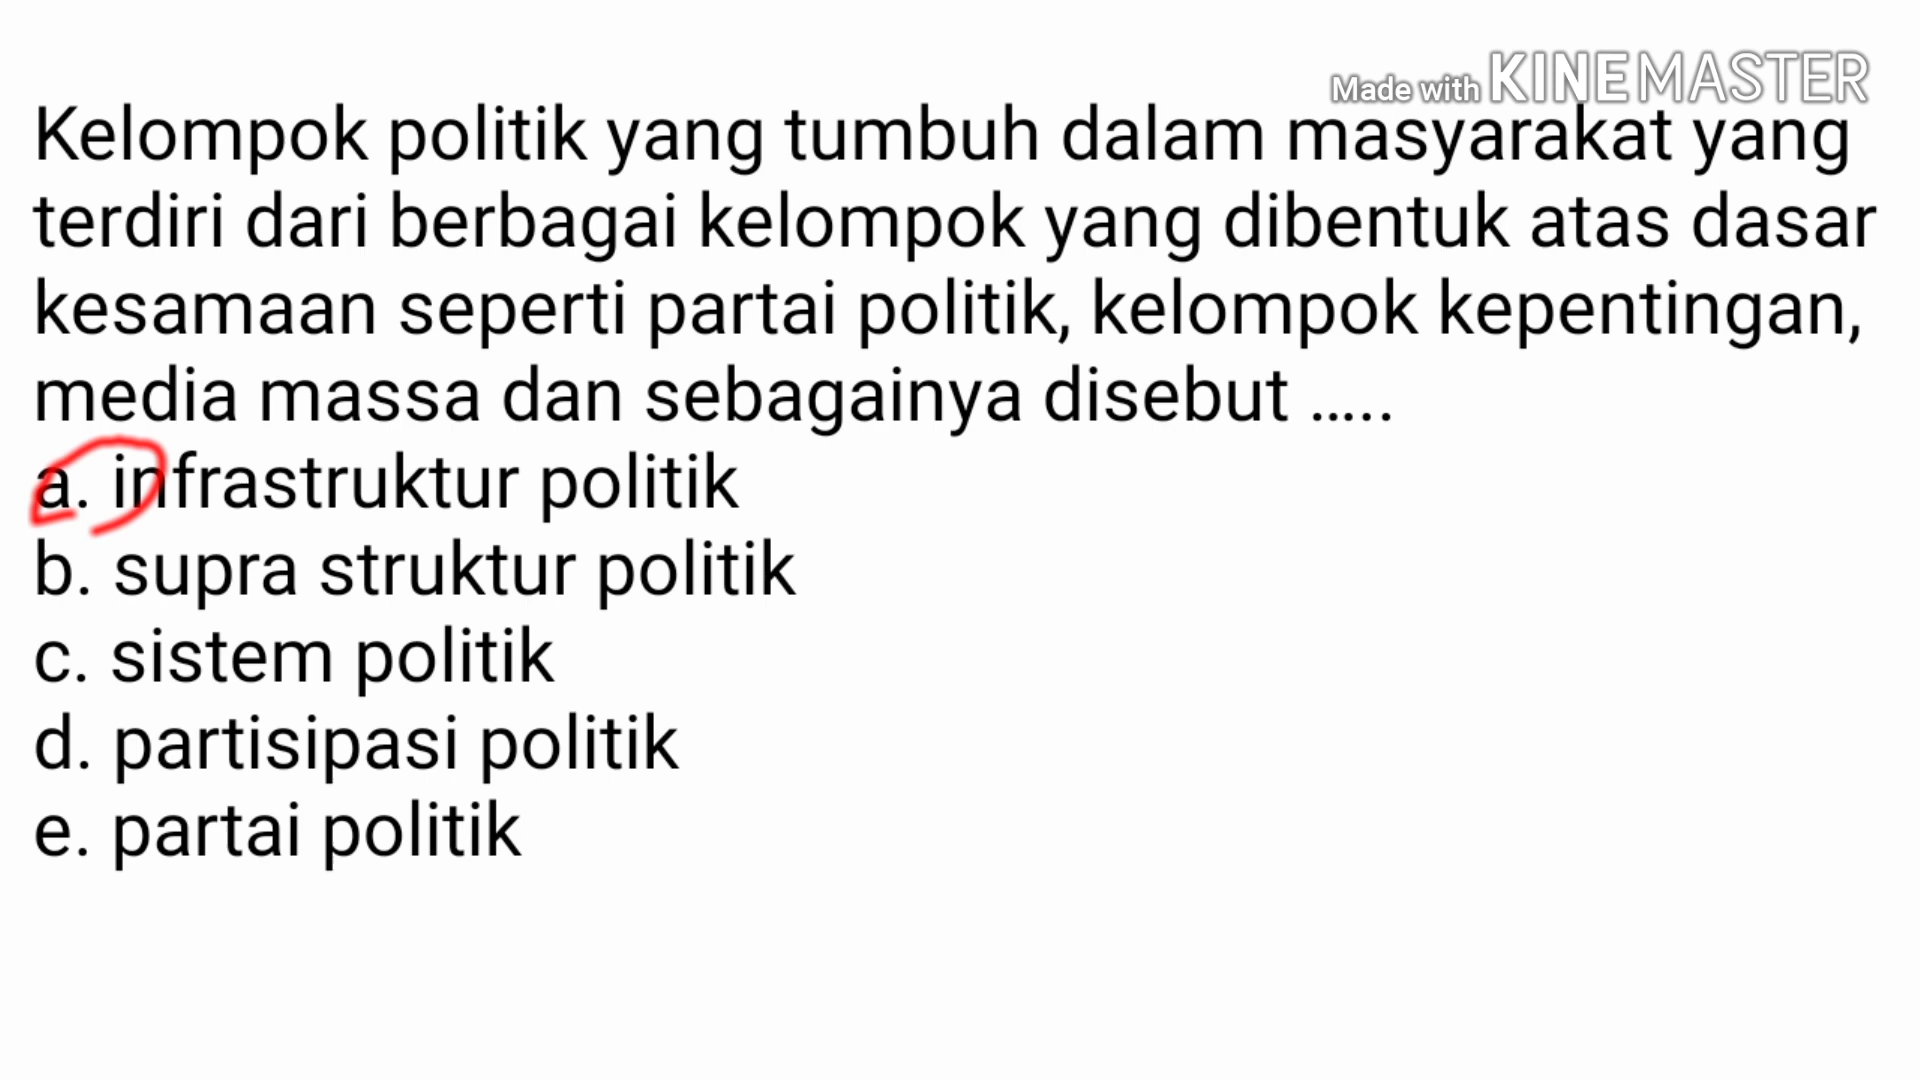 Made with KINEMASTER
Kelompok politik yang tumbuh dalam masyarakat yang
terdiri dari berbagai kelompok yang dibentuk atas dasar
kesamaan seperti partai politik, kelompok kepentingan,
media massa dan sebagainya disebut .....
a. infrastruktur politik
b. supra struktur politik
c. sistem politik
d. partisipasi politik
e. partai politik